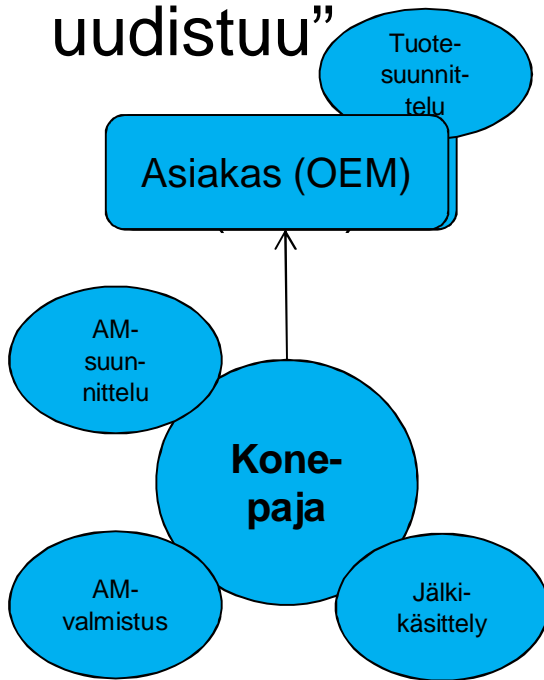 uudistuu”
Tuote-
suunnit-
telu
Asiakas (OEM)
AM-
suun-
nittelu
Kone-
paja
AM-
valmistus
Jälki-
käsittely